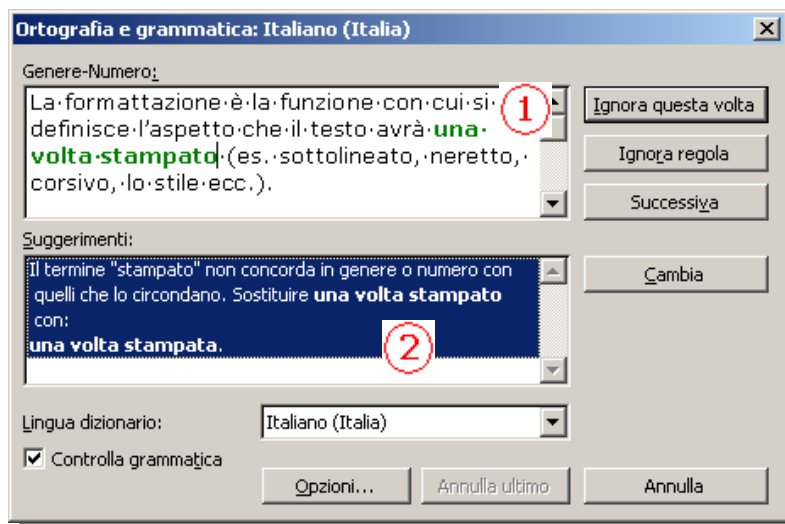 Ortografia e grammatica: Italiano (Italia)
Genere-Numero:
La·formattazione·è·la·funzione·con·cui·si·
definisce·l'aspetto·che·il·testo·avrà·una·
volta·stampato·(es.·sottolineato,·neretto,·
corsivo,·lo·stile·ecc.).
1
Ignora questa volta
Ignora regola
Successiva
Suggerimenti:
Il termine "stampato" non concorda in genere o numero con
quelli che lo circondano. Sostituire una volta stampato
con:
una volta stampata.
2
Cambia
Lingua dizionario:
Italiano (Italia)
Controlla grammatica
Opzioni...
Annulla ultimo
Annulla